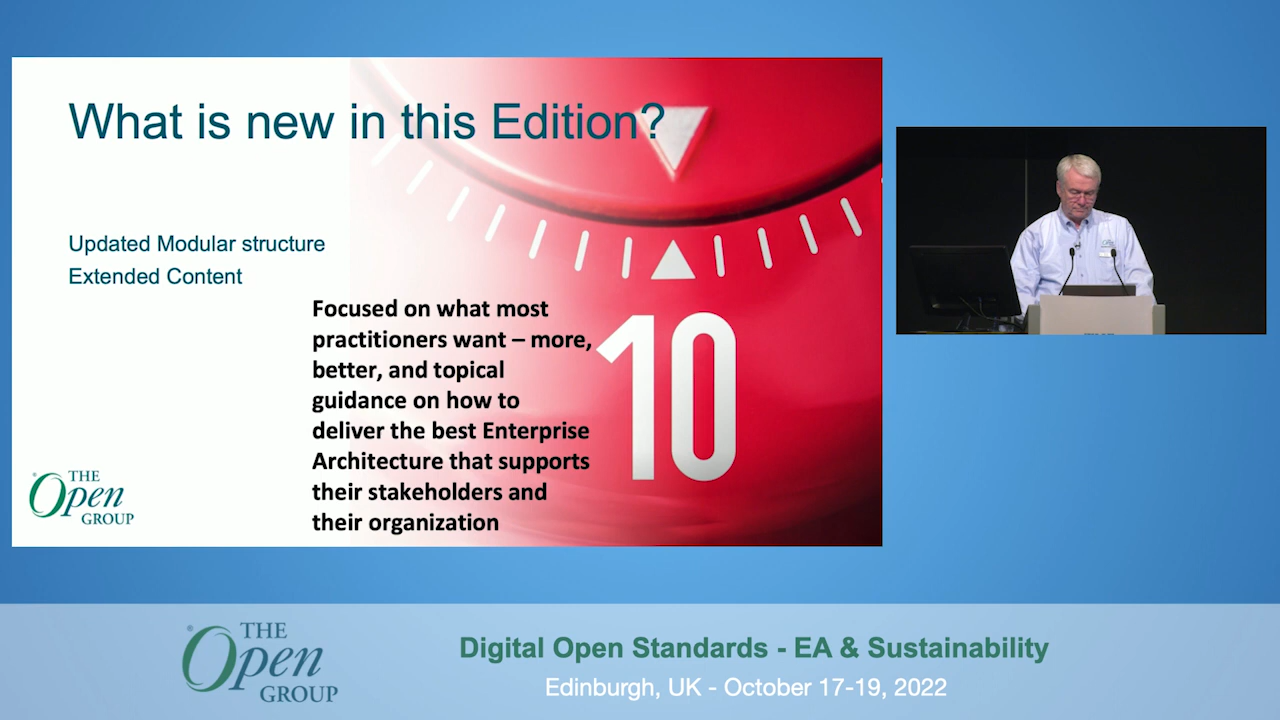 What is new in this Edition?
Updated Modular structure
Extended Content
Focused on what most
practitioners want – more,
better, and topical
guidance on how to
deliver the best Enterprise
Architecture that supports
their stakeholders and
their organization
10
THE
Open
GROUP
THE
Open
GROUP
Digital Open Standards - EA & Sustainability
Edinburgh, UK - October 17-19, 2022